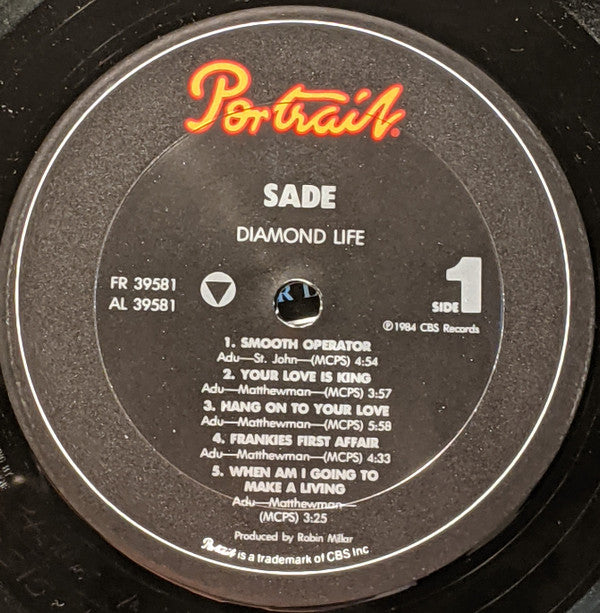 Portrait®
SADE
DIAMOND LIFE
FR 39581
AL 39581
SIDE 1
℗1984 CBS Records
1. SMOOTH OPERATOR
Adu—St. John—(MCPS) 4:54
2. YOUR LOVE IS KING
Adu—Matthewman—(MCPS) 3:57
3. HANG ON TO YOUR LOVE
Adu—Matthewman—(MCPS) 5:58
4. FRANKIES FIRST AFFAIR
Adu—Matthewman—(MCPS) 4:33
5. WHEN AM I GOING TO
MAKE A LIVING
Adu—Matthewman—
(MCPS) 3:25
Produced by Robin Millar
Portrait is a trademark of CBS Inc